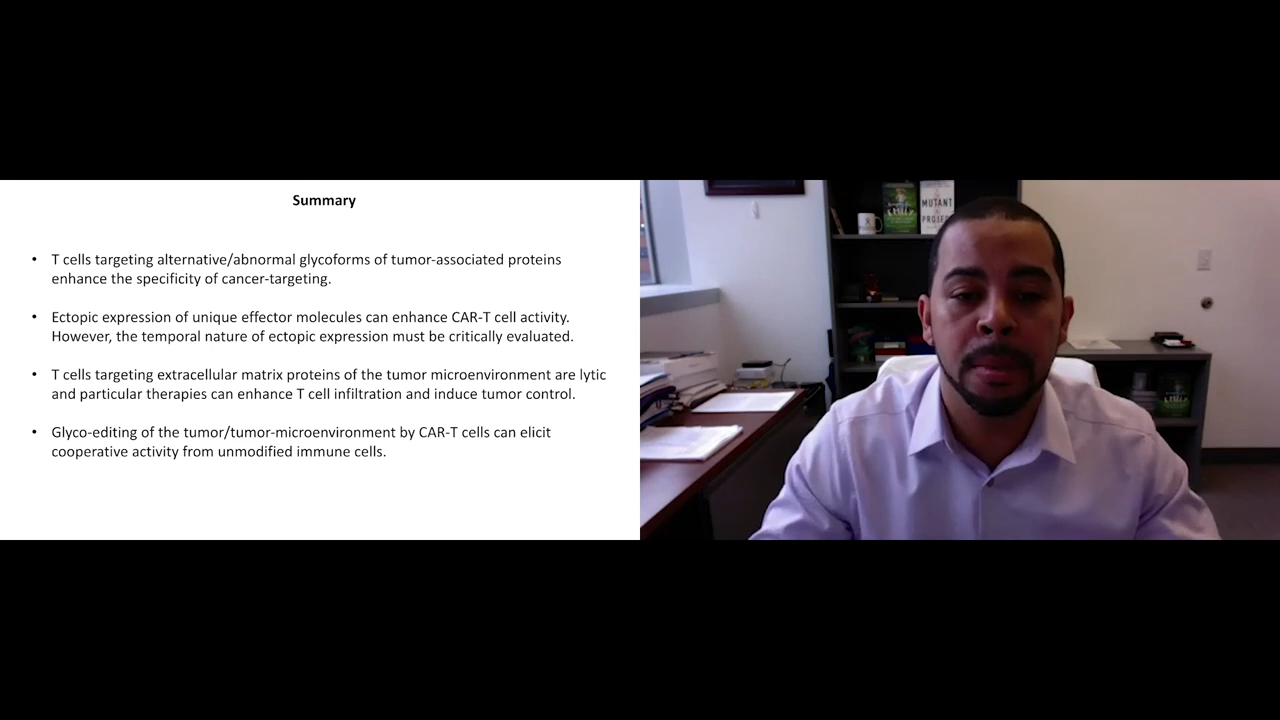 Summary
• T cells targeting alternative/abnormal glycoforms of tumor-associated proteins
enhance the specificity of cancer-targeting.
• Ectopic expression of unique effector molecules can enhance CAR-T cell activity.
However, the temporal nature of ectopic expression must be critically evaluated.
• T cells targeting extracellular matrix proteins of the tumor microenvironment are lytic
and particular therapies can enhance T cell infiltration and induce tumor control.
• Glyco-editing of the tumor/tumor-microenvironment by CAR-T cells can elicit
cooperative activity from unmodified immune cells.
EMILY
MUTANT
PROJECT